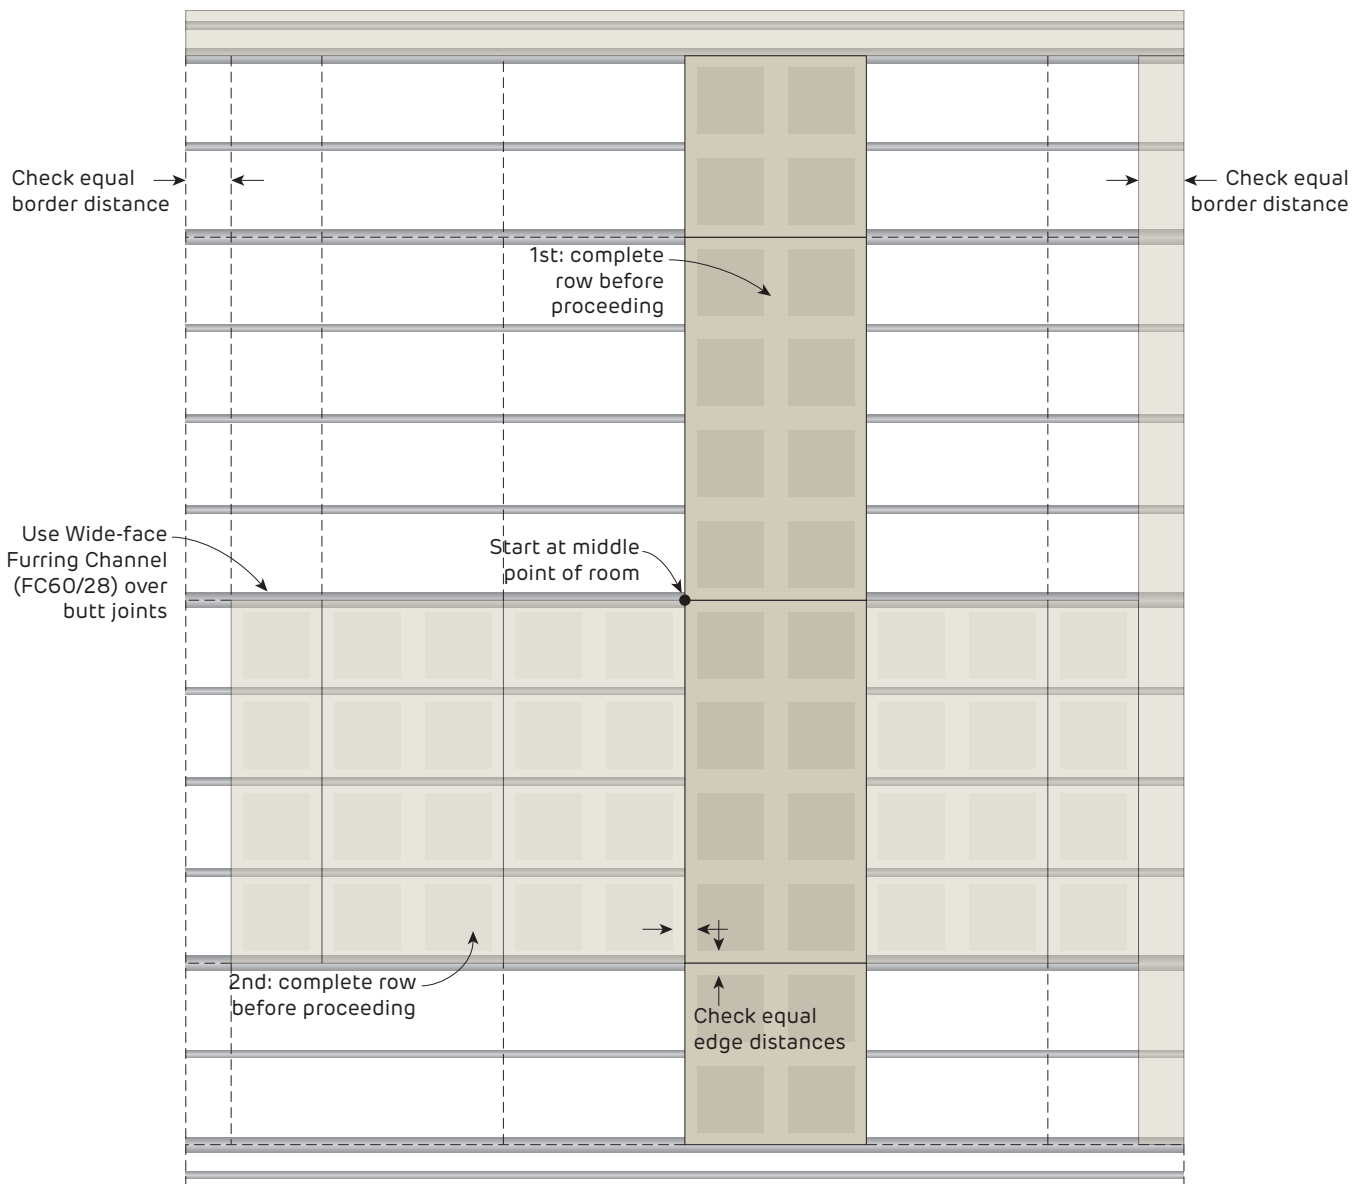 Check equal
border distance
Check equal
border distance
1st: complete
row before
proceeding
Use Wide-face
Furring Channel
(FC60/28) over
butt joints
Start at middle
point of room
2nd: complete row
before proceeding
Check equal
edge distances